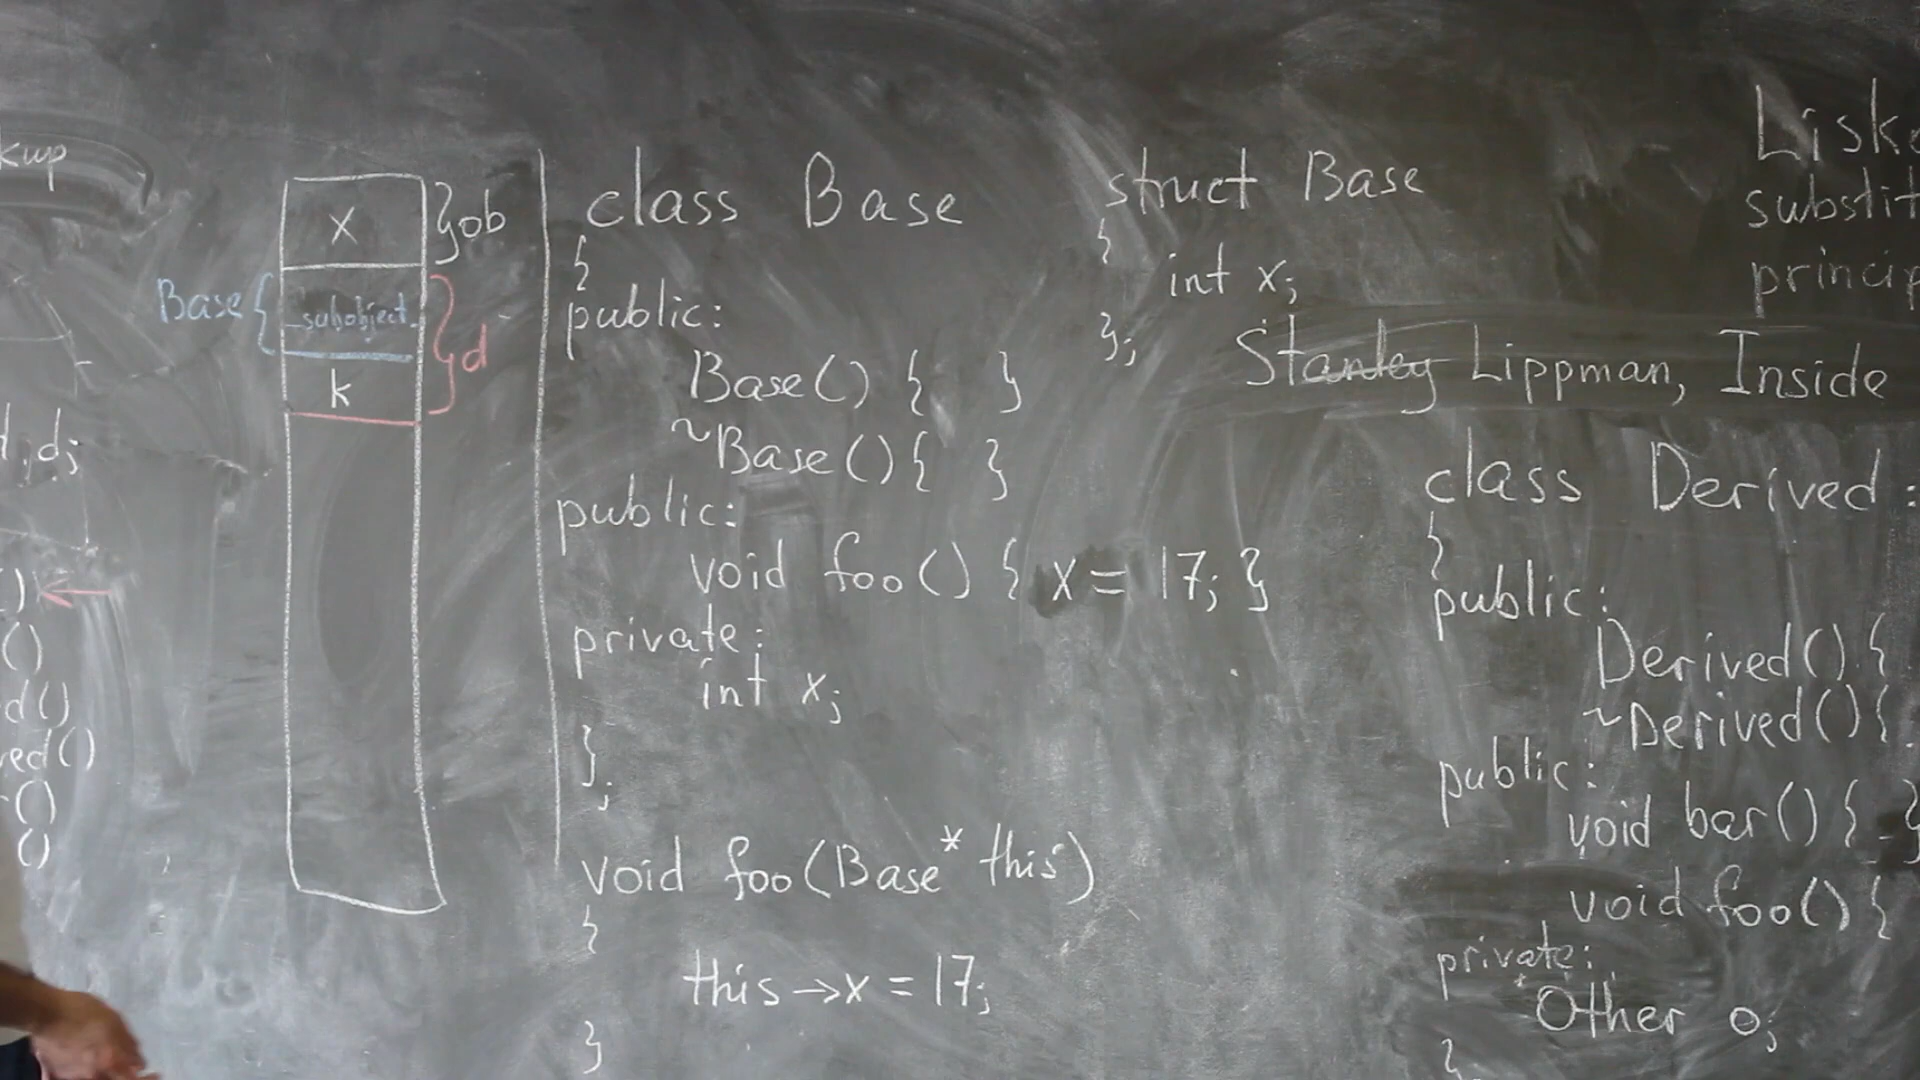 kup
d;
()
()
d()
ved()
()
()
x
ob
Base {
subobject
d
k
class Base
{
public:
Base() { }
~Base() { }
public:
void foo() { x = 17; }
private:
int x;
};
void foo(Base* this)
{
this->x = 17;
}
struct Base
{
int x;
};
Stanley Lippman, Inside
Lisk
substit
princip
class Derived :
{
public:
Derived() {
~Derived() {
public:
void bar() { }
void foo() {
private:
Other o;
}